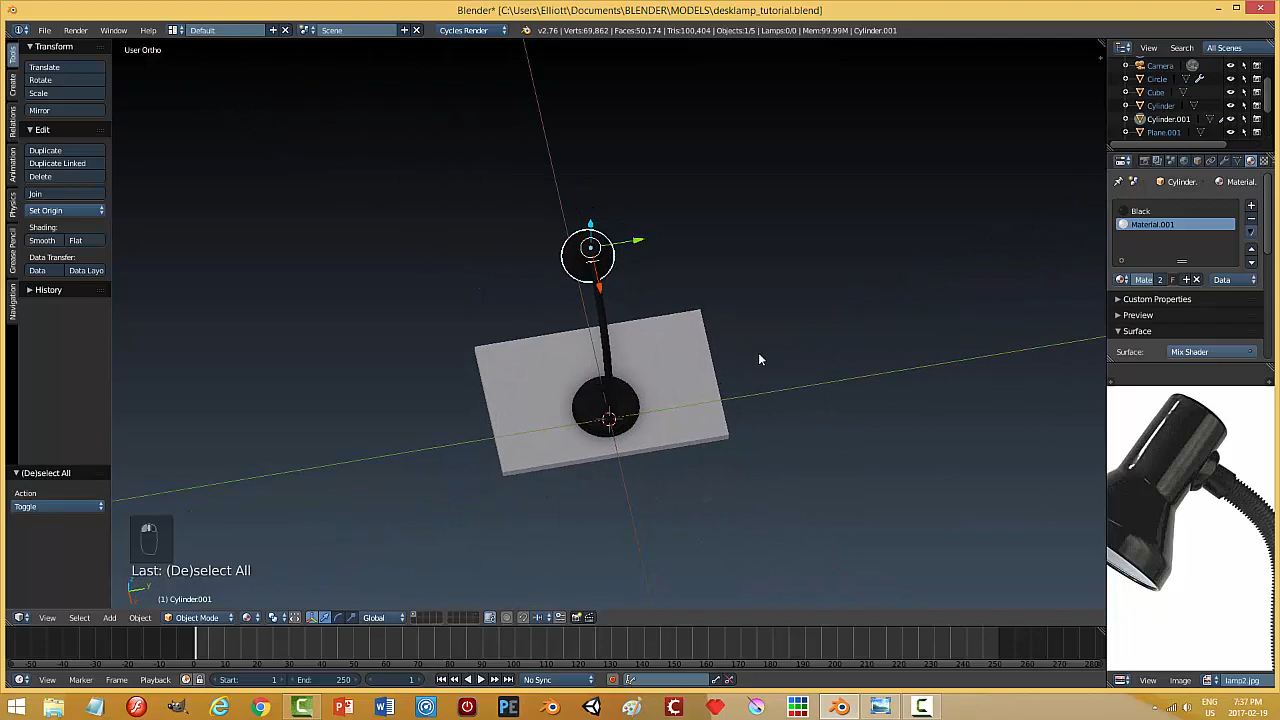 Blender* [C:\Users\Elliott\Documents\BLENDER\MODELS\desklamp_tutorial.blend]
File Render Window Help Default Scene Cycles Render v2.76 | Verts:69,862 | Faces:50,174 | Tris:100,404 | Objects:1/5 | Lamps:0/0 | Mem:99.99M | Cylinder.001
Tools
Create
Relations
Animation
Physics
Grease Pencil
Navigation
Transform
Translate
Rotate
Scale
Mirror
Edit
Duplicate
Duplicate Linked
Delete
Join
Set Origin
Shading:
Smooth Flat
Data Transfer:
Data Data Layo
History
(De)select All
Action
Toggle
User Ortho
Last: (De)select All
(1) Cylinder.001
View Select Add Object Object Mode Global
View Search All Scenes
Camera
Circle
Cube
Cylinder
Cylinder.001
Plane.001
Cylinder. Material.
Black
Material.001
Mate 2 F Data
Custom Properties
Preview
Surface
Surface: Mix Shader
View Image lamp2.jpg
-50 -40 -30 -20 -10 0 10 20 30 40 50 60 70 80 90 100 110 120 130 140 150 160 170 180 190 200 210 220 230 240 250 260 270 280
View Marker Frame Playback Start: 1 End: 250 1 No Sync
ENG 7:37 PM
US 2017-02-19